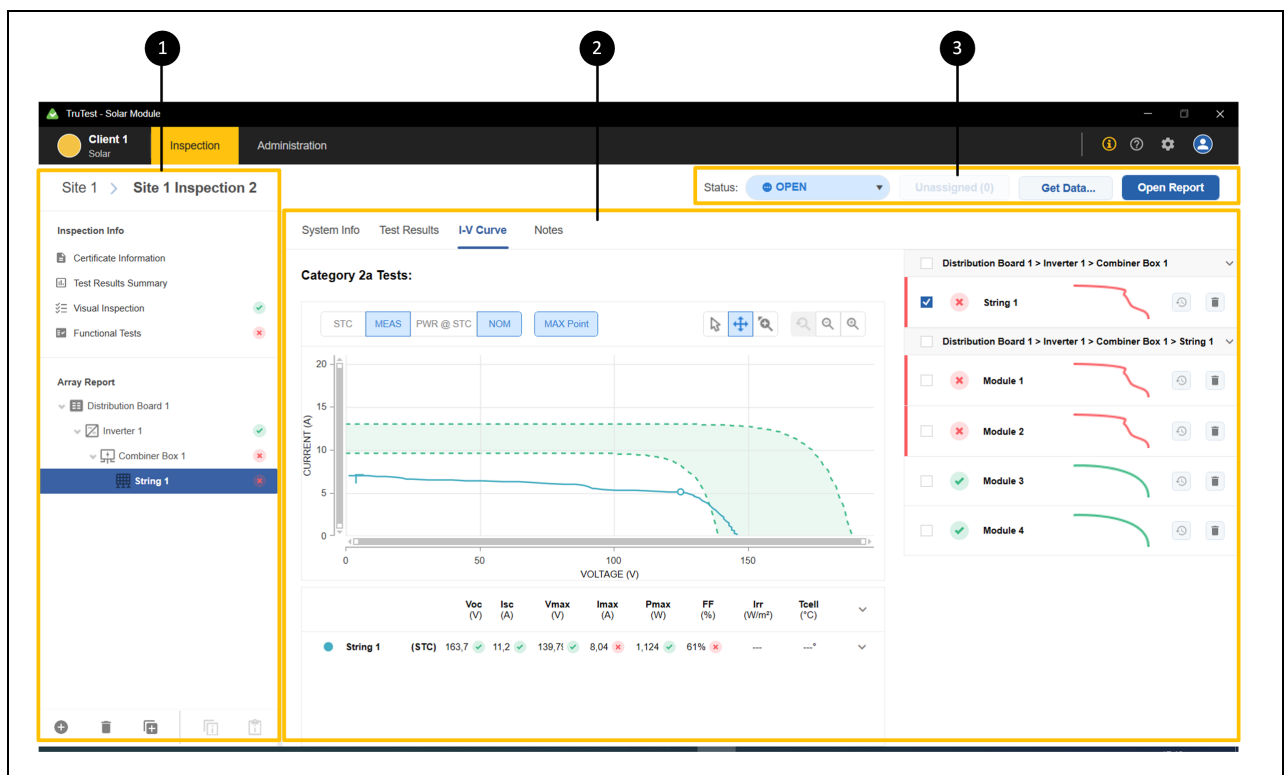 1
2
3
TruTest - Solar Module
Client 1
Solar
Inspection
Administration
Site 1 > Site 1 Inspection 2
Status:
OPEN
Unassigned (0)
Get Data...
Open Report
Inspection Info
Certificate Information
Test Results Summary
Visual Inspection
Functional Tests
Array Report
Distribution Board 1
Inverter 1
Combiner Box 1
String 1
System Info
Test Results
I-V Curve
Notes
Category 2a Tests:
STC
MEAS
PWR @ STC
NOM
MAX Point
CURRENT (A)
20
15
10
5
0
0
50
100
150
VOLTAGE (V)
Voc Isc Vmax Imax Pmax FF Irr Tcell
(V) (A) (V) (A) (W) (%) (W/m²) (°C)
String 1 (STC) 163,7 11,2 139,79 8,04 1,124 61% --- ---°
Distribution Board 1 > Inverter 1 > Combiner Box 1
String 1
Distribution Board 1 > Inverter 1 > Combiner Box 1 > String 1
Module 1
Module 2
Module 3
Module 4